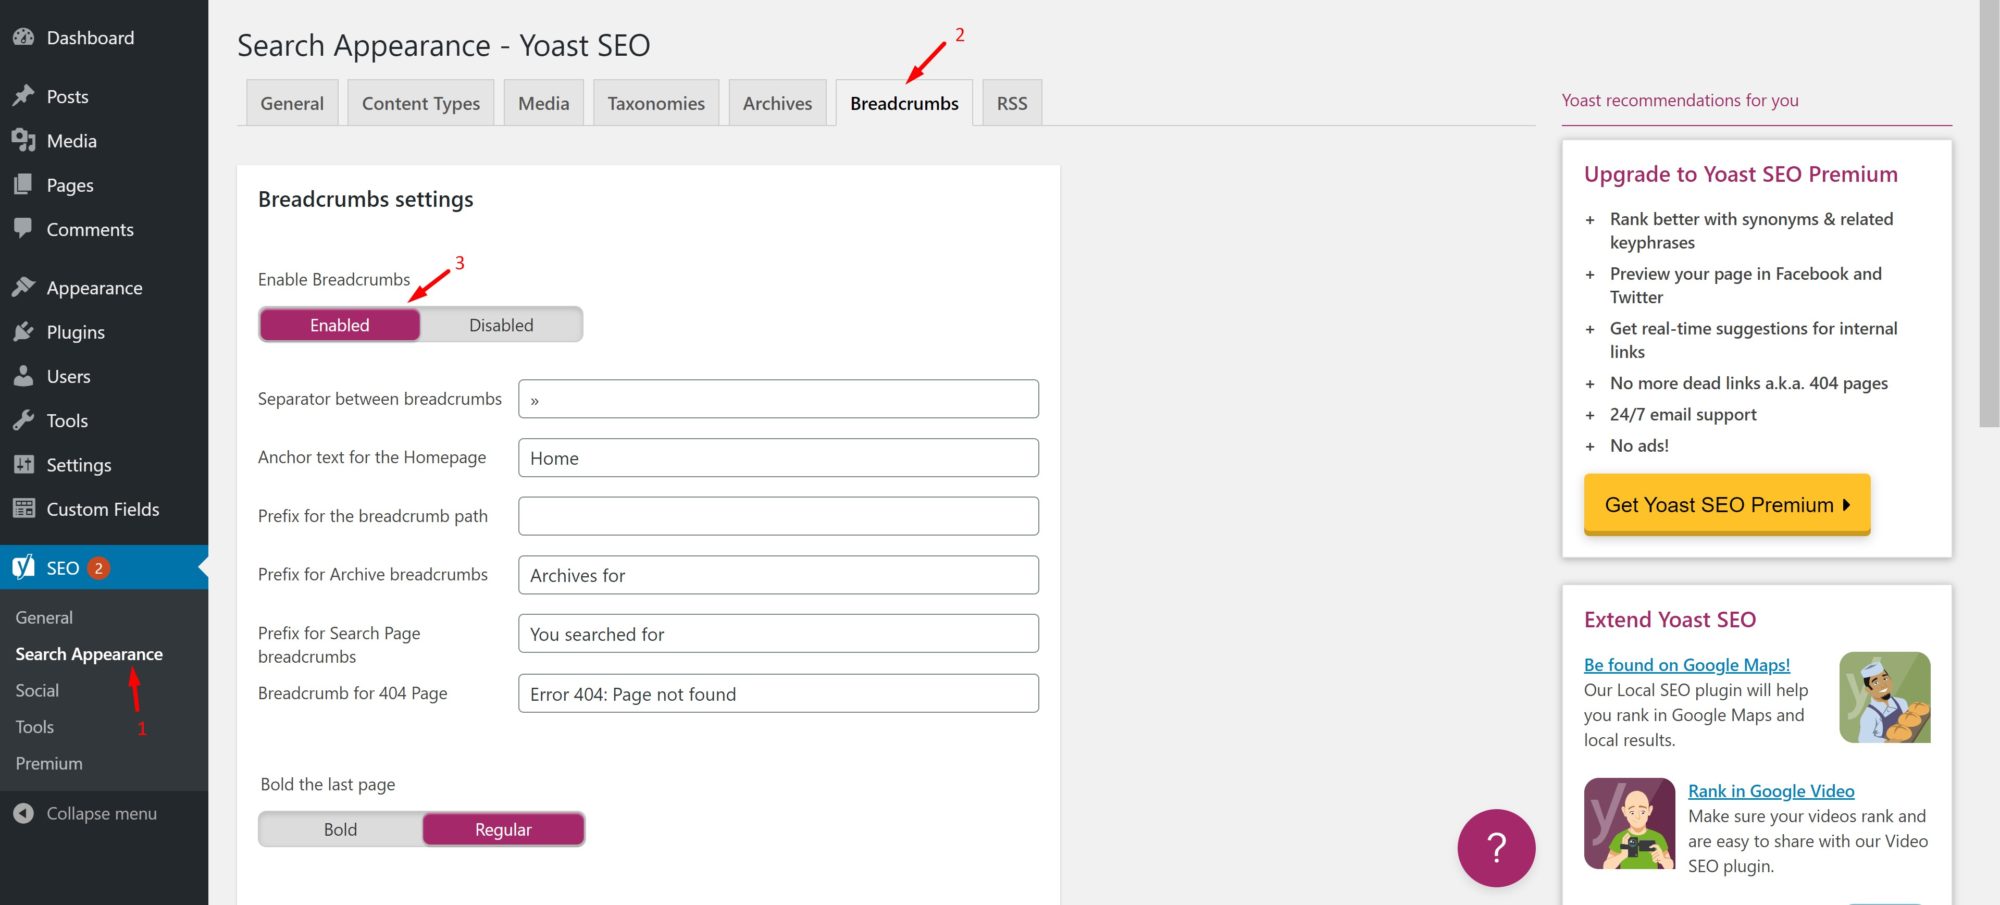 Dashboard
Posts
Media
Pages
Comments
Appearance
Plugins
Users
Tools
Settings
Custom Fields
SEO 2
General
Search Appearance
Social
1
Tools
Premium
Collapse menu
Search Appearance - Yoast SEO
2
General
Content Types
Media
Taxonomies
Archives
Breadcrumbs
RSS
Breadcrumbs settings
3
Enable Breadcrumbs
Enabled
Disabled
Separator between breadcrumbs
»
Anchor text for the Homepage
Home
Prefix for the breadcrumb path
Prefix for Archive breadcrumbs
Archives for
Prefix for Search Page
breadcrumbs
You searched for
Breadcrumb for 404 Page
Error 404: Page not found
Bold the last page
Bold
Regular
Yoast recommendations for you
Upgrade to Yoast SEO Premium
+ Rank better with synonyms & related
keyphrases
+ Preview your page in Facebook and
Twitter
+ Get real-time suggestions for internal
links
+ No more dead links a.k.a. 404 pages
+ 24/7 email support
+ No ads!
Get Yoast SEO Premium
Extend Yoast SEO
Be found on Google Maps!
Our Local SEO plugin will help
you rank in Google Maps and
local results.
Rank in Google Video
Make sure your videos rank and
are easy to share with our Video
SEO plugin.
?